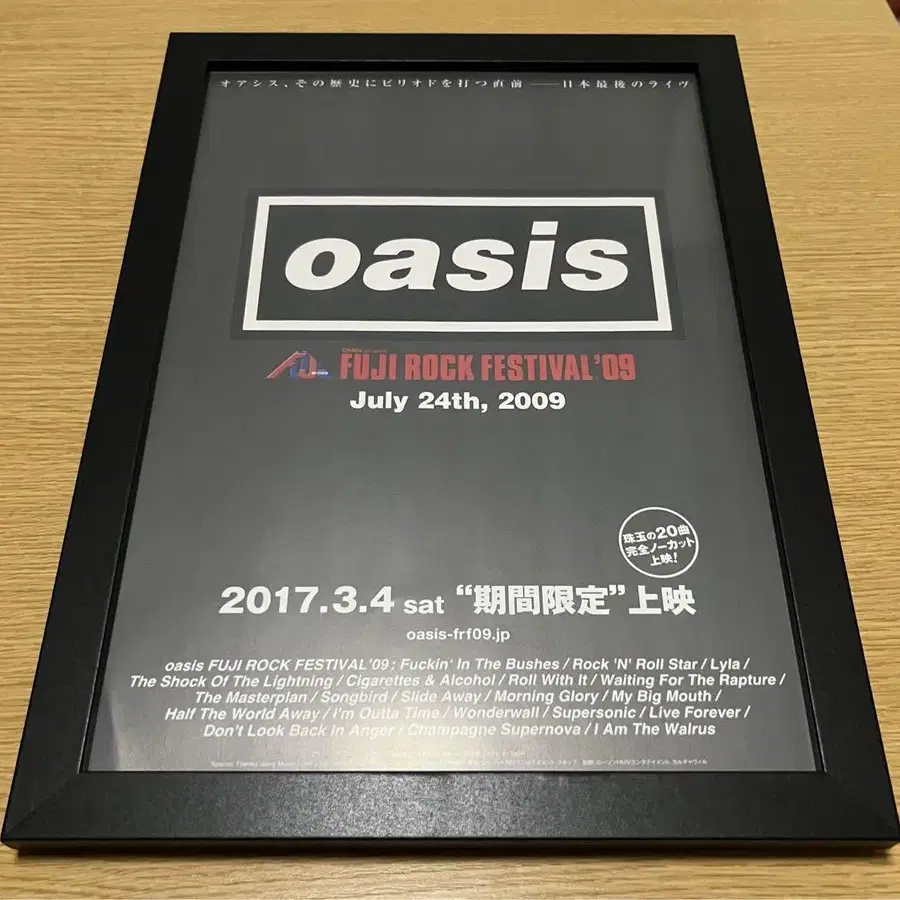 オアシス、その歴史にピリオドを打つ直前――日本最後のライヴ
oasis
FUJI ROCK FESTIVAL'09
July 24th, 2009
珠玉の20曲
完全ノーカット
上映!
2017.3.4 sat “期間限定”上映
oasis-frf09.jp
oasis FUJI ROCK FESTIVAL'09 : Fuckin' In The Bushes / Rock 'N' Roll Star / Lyla /
The Shock Of The Lightning / Cigarettes & Alcohol / Roll With It / Waiting For The Rapture /
The Masterplan / Songbird / Slide Away / Morning Glory / My Big Mouth /
Half The World Away / I'm Outta Time / Wonderwall / Supersonic / Live Forever /
Don't Look Back In Anger / Champagne Supernova / I Am The Walrus